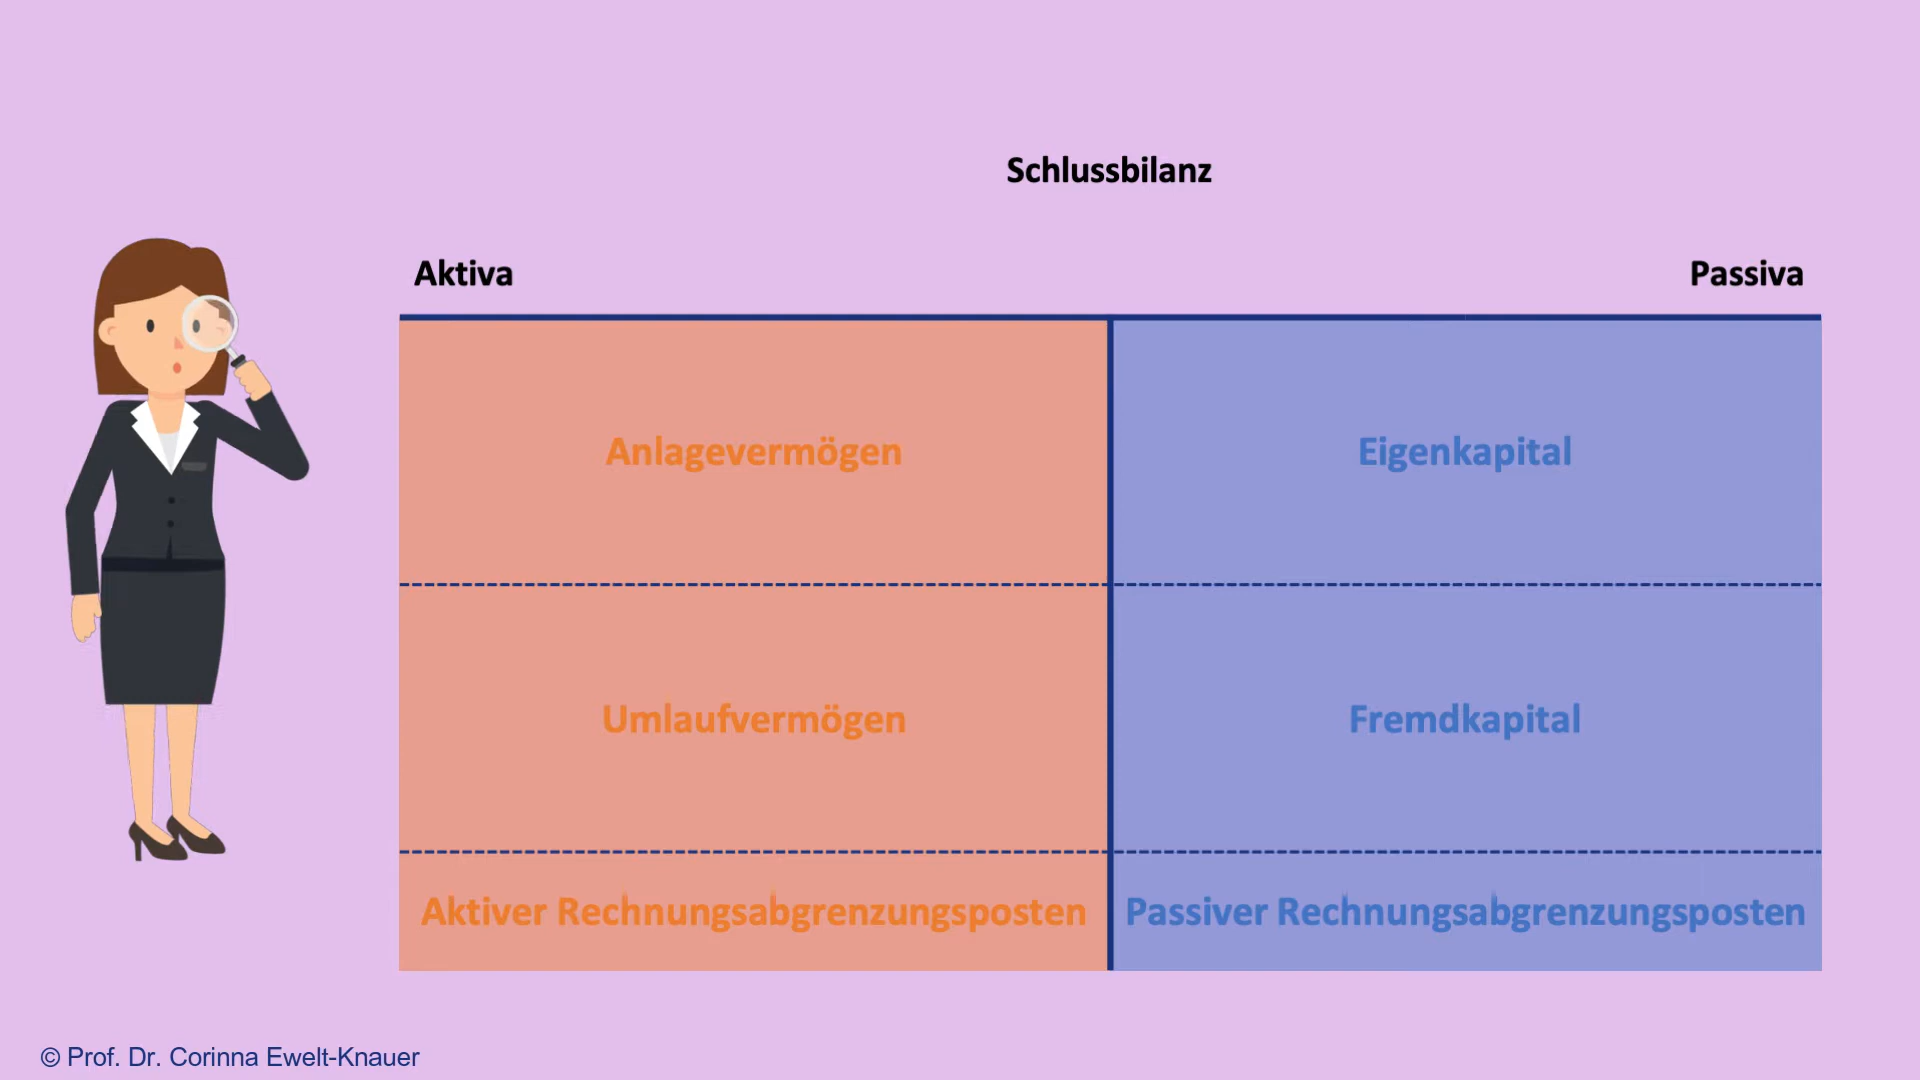 Schlussbilanz
Aktiva
Passiva
Anlagevermögen
Eigenkapital
Umlaufvermögen
Fremdkapital
Aktiver Rechnungsabgrenzungsposten
Passiver Rechnungsabgrenzungsposten
© Prof. Dr. Corinna Ewelt-Knauer